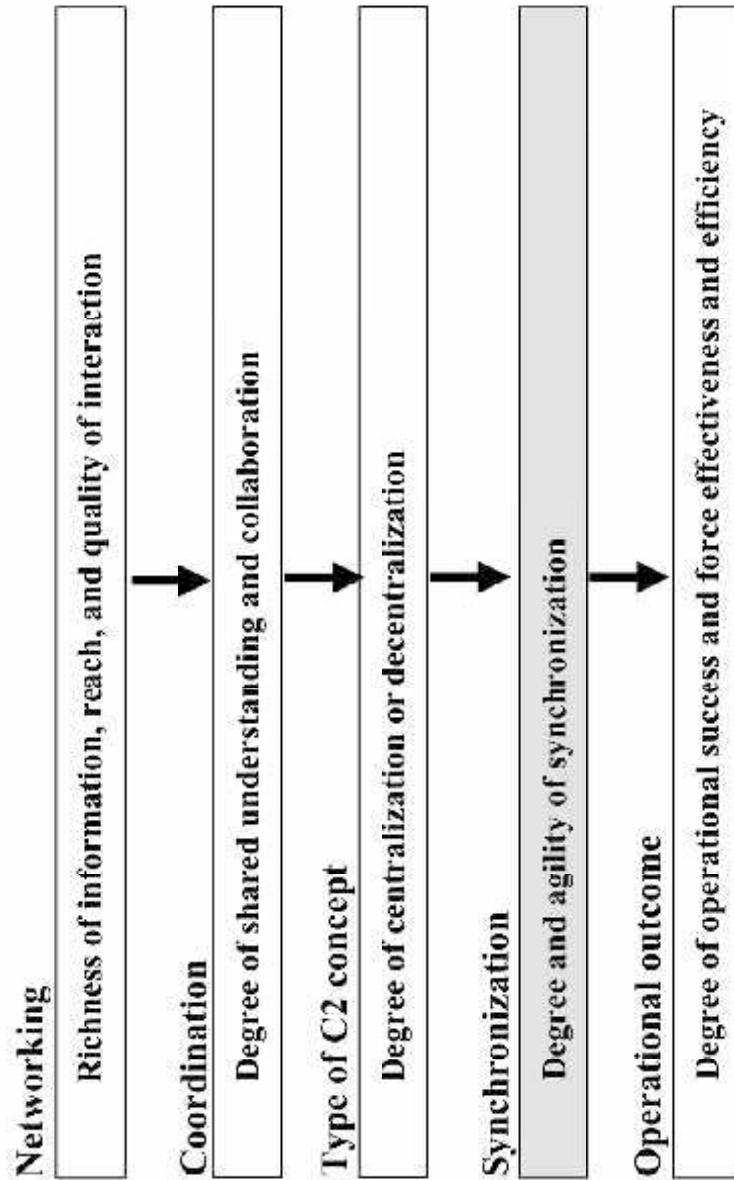 Networking
Richness of information, reach, and quality of interaction
Coordination
Degree of shared understanding and collaboration
Type of C2 concept
Degree of centralization or decentralization
Synchronization
Degree and agility of synchronization
Operational outcome
Degree of operational success and force effectiveness and efficiency